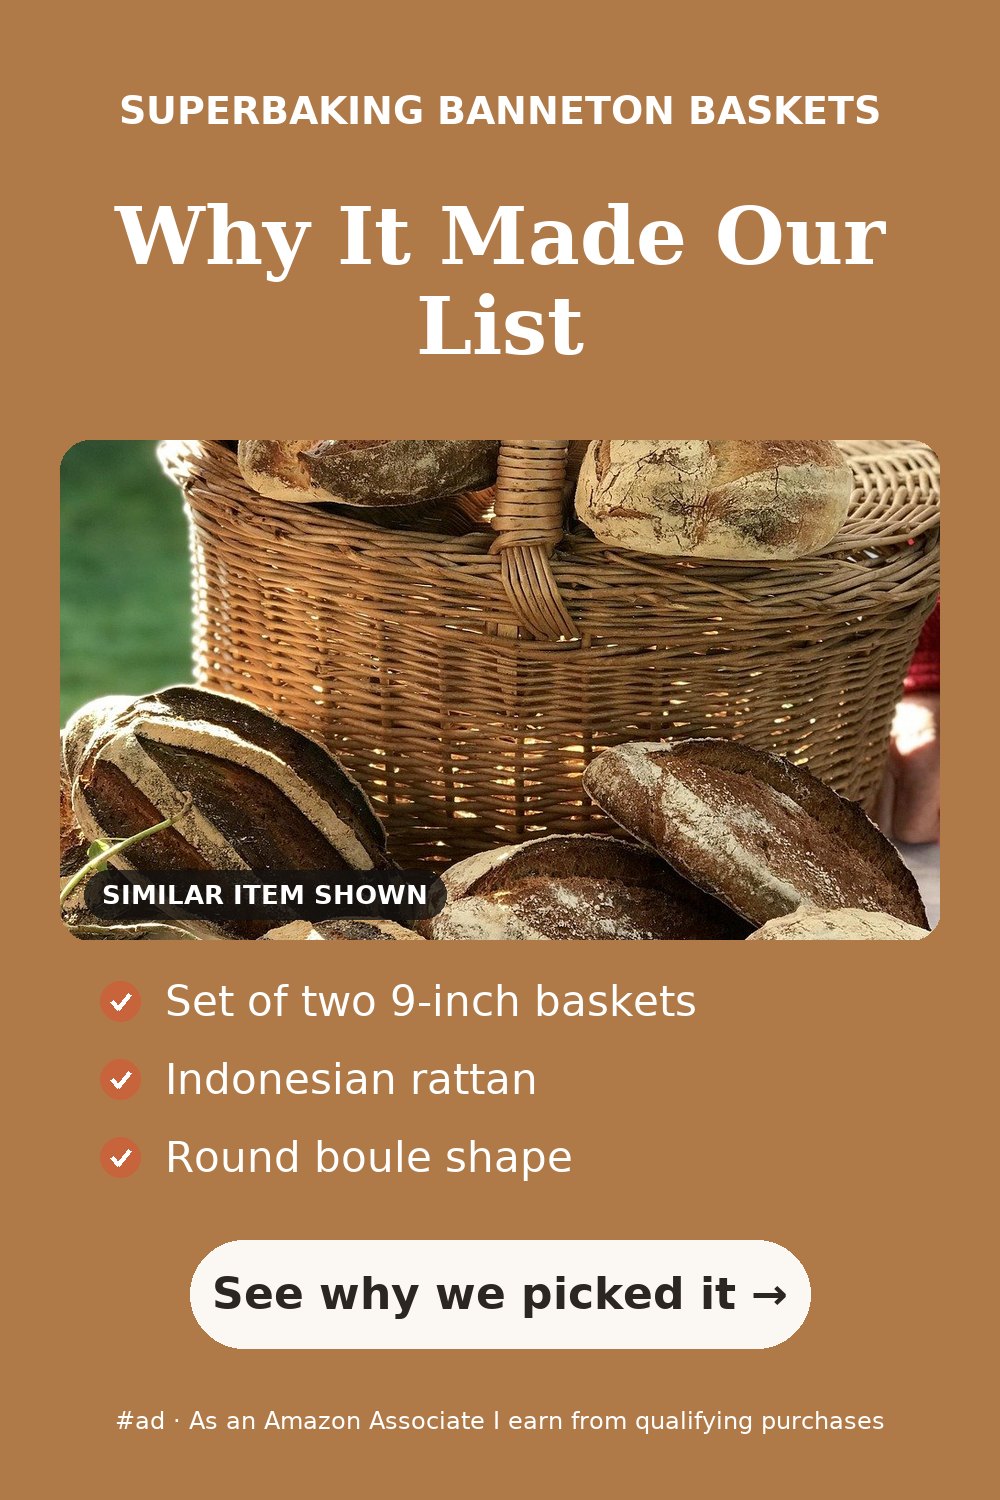 SUPERBAKING BANNETON BASKETS
Why It Made Our
List
SIMILAR ITEM SHOWN
Set of two 9-inch baskets
Indonesian rattan
Round boule shape
See why we picked it →
#ad · As an Amazon Associate I earn from qualifying purchases